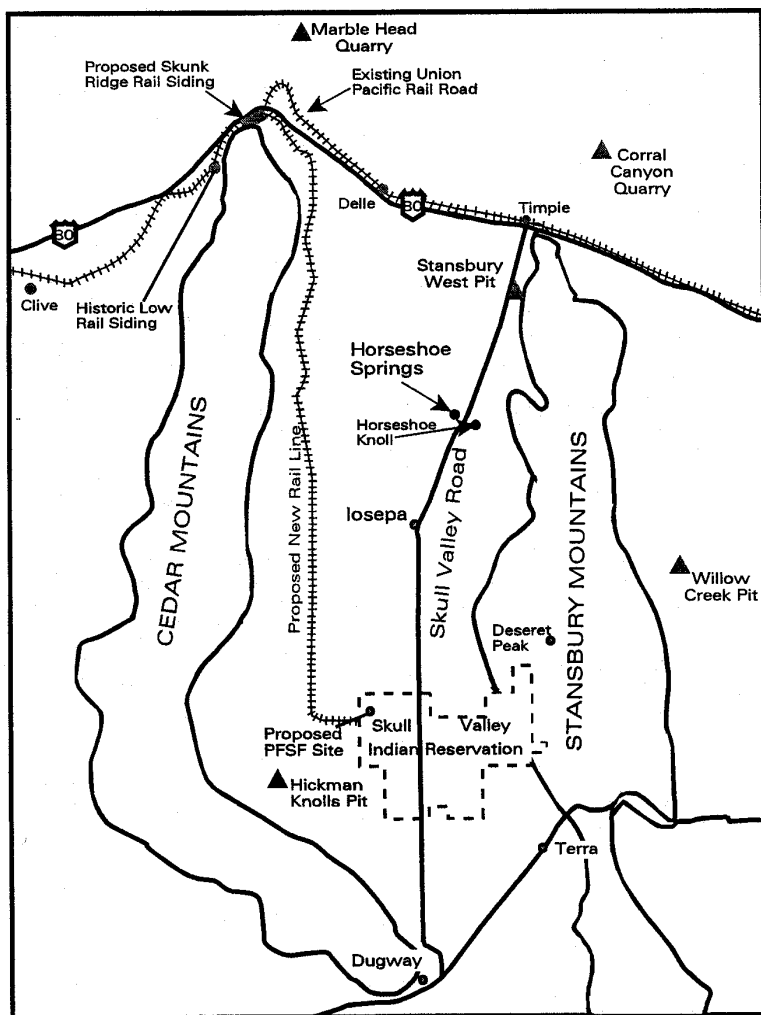 Marble Head
Quarry
Proposed Skunk
Ridge Rail Siding
Existing Union
Pacific Rail Road
Corral
Canyon
Quarry
Delle
80
Timpie
80
Stansbury
West Pit
Clive
Historic Low
Rail Siding
Horseshoe
Springs
Horseshoe
Knoll
CEDAR MOUNTAINS
Proposed New Rail Line
Iosepa
Skull Valley Road
STANSBURY MOUNTAINS
Willow
Creek Pit
Deseret
Peak
Proposed
PFSF Site
Skull Valley
Indian Reservation
Hickman
Knolls Pit
Terra
Dugway